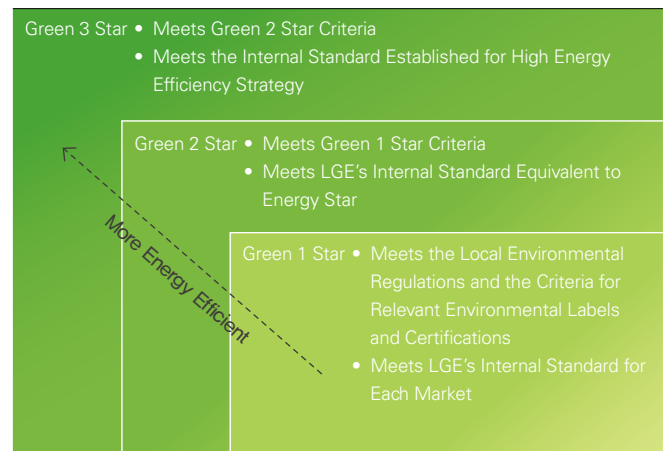 Green 3 Star • Meets Green 2 Star Criteria
• Meets the Internal Standard Established for High Energy
Efficiency Strategy
Green 2 Star • Meets Green 1 Star Criteria
• Meets LGE's Internal Standard Equivalent to
Energy Star
More Energy Efficient
Green 1 Star • Meets the Local Environmental
Regulations and the Criteria for
Relevant Environmental Labels
and Certifications
• Meets LGE's Internal Standard for
Each Market